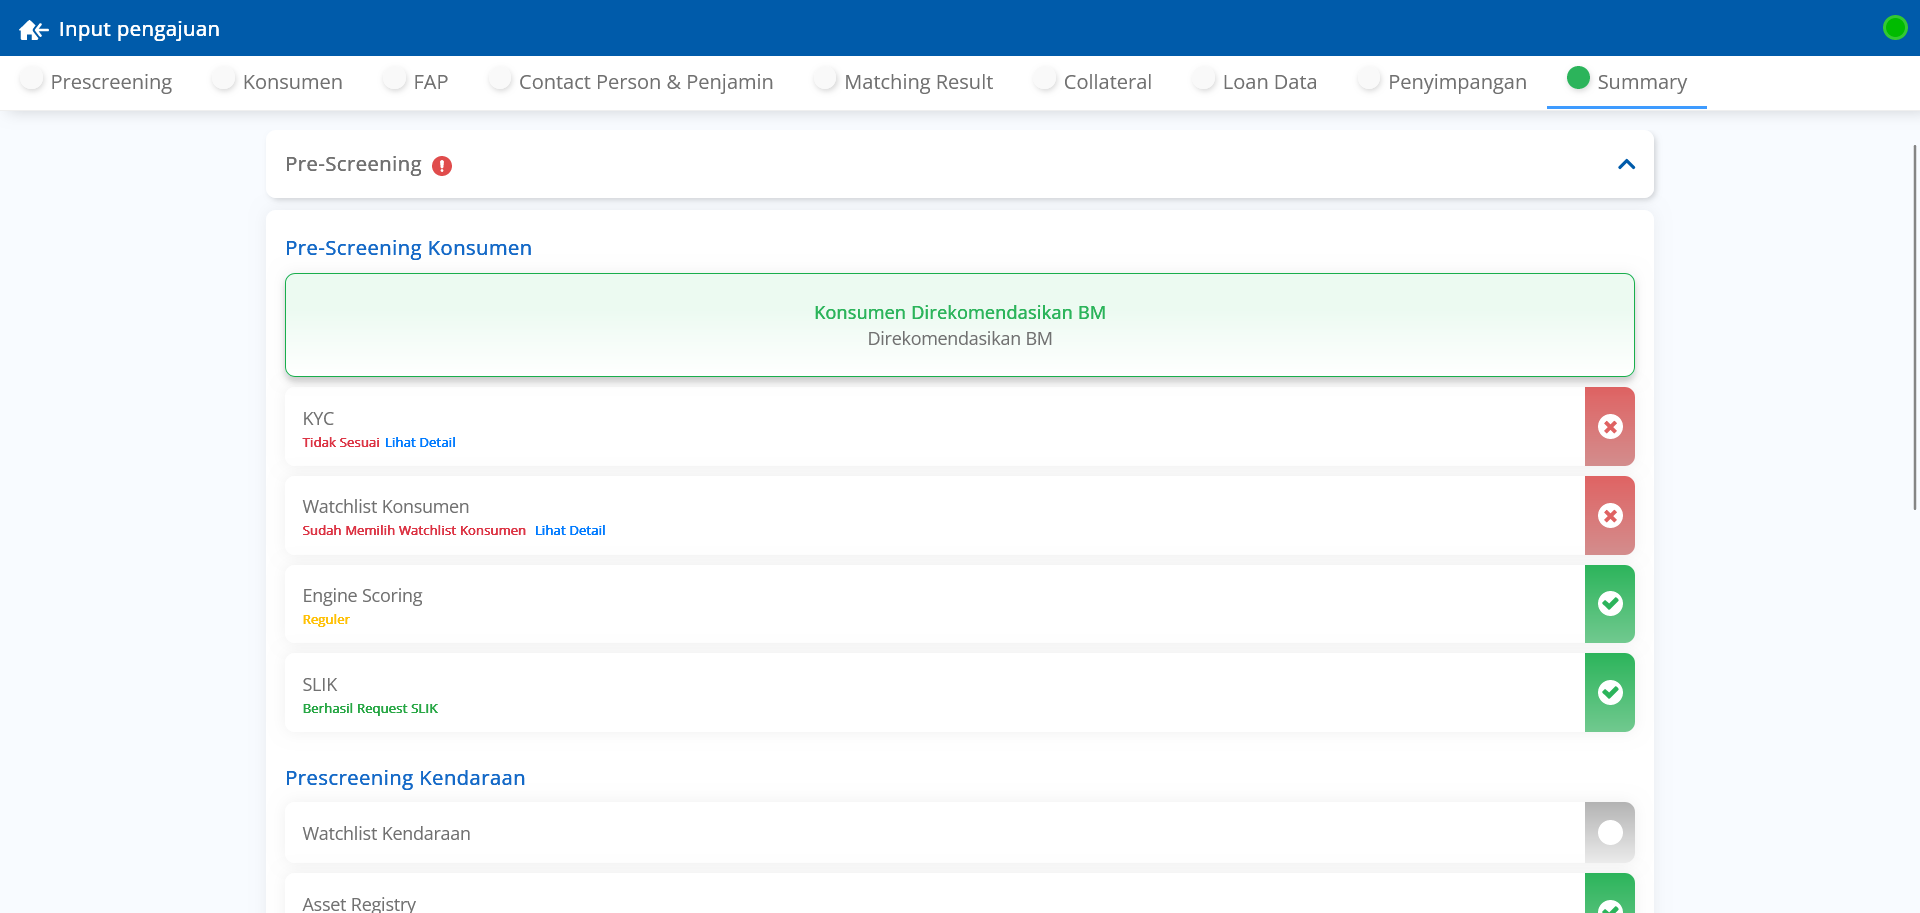 Input pengajuan
Prescreening Konsumen FAP Contact Person & Penjamin Matching Result Collateral Loan Data Penyimpangan Summary
Pre-Screening
Pre-Screening Konsumen
Konsumen Direkomendasikan BM
Direkomendasikan BM
KYC
Tidak Sesuai Lihat Detail
Watchlist Konsumen
Sudah Memilih Watchlist Konsumen Lihat Detail
Engine Scoring
Reguler
SLIK
Berhasil Request SLIK
Prescreening Kendaraan
Watchlist Kendaraan
Asset Registry